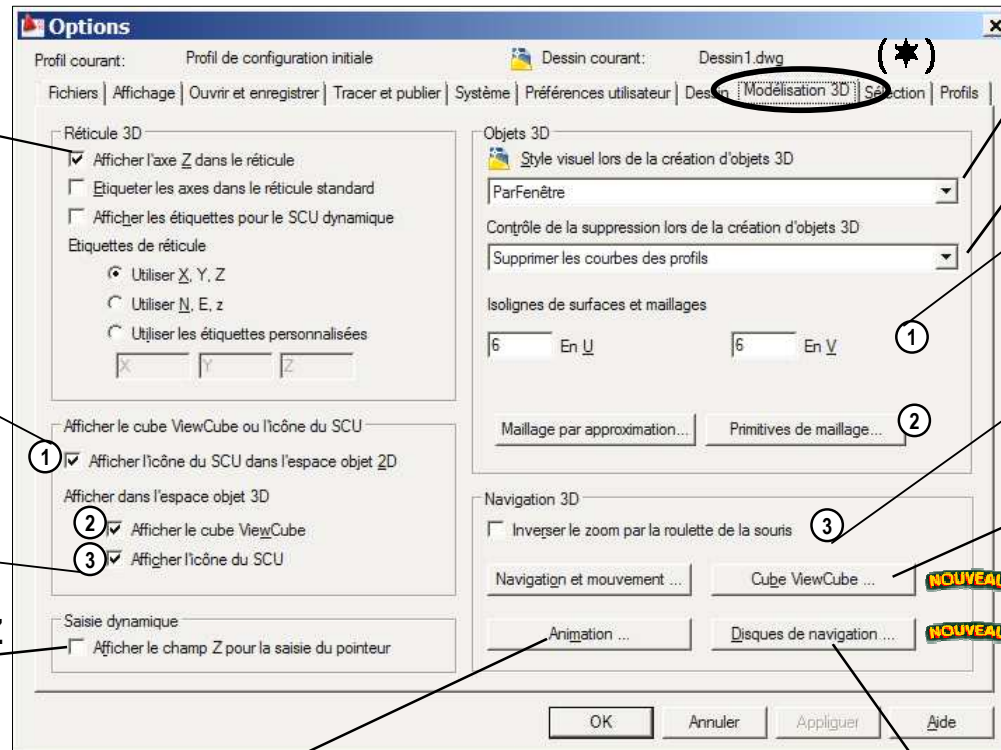 Options
Profil courant: Profil de configuration initiale Dessin courant: Dessin1.dwg (*)
Fichiers Affichage Ouvrir et enregistrer Tracer et publier Système Préférences utilisateur Dessin Modélisation 3D Sélection Profils
Réticule 3D
Afficher l'axe Z dans le réticule
Etiqueter les axes dans le réticule standard
Afficher les étiquettes pour le SCU dynamique
Etiquettes de réticule
Utiliser X, Y, Z
Utiliser N, E, z
Utiliser les étiquettes personnalisées
X Y Z
Afficher le cube ViewCube ou l'icône du SCU
1 Afficher l'icône du SCU dans l'espace objet 2D
Afficher dans l'espace objet 3D
2 Afficher le cube ViewCube
3 Afficher l'icône du SCU
Saisie dynamique
Z
Afficher le champ Z pour la saisie du pointeur
Objets 3D
Style visuel lors de la création d'objets 3D
ParFenêtre
Contrôle de la suppression lors de la création d'objets 3D
Supprimer les courbes des profils
Isolignes de surfaces et maillages
6 En U 6 En V 1
Maillage par approximation... Primitives de maillage... 2
Navigation 3D
Inverser le zoom par la roulette de la souris 3
Navigation et mouvement ... Cube ViewCube ... NOUVEAU
Animation ... Disques de navigation ... NOUVEAU
OK Annuler Appliquer Aide